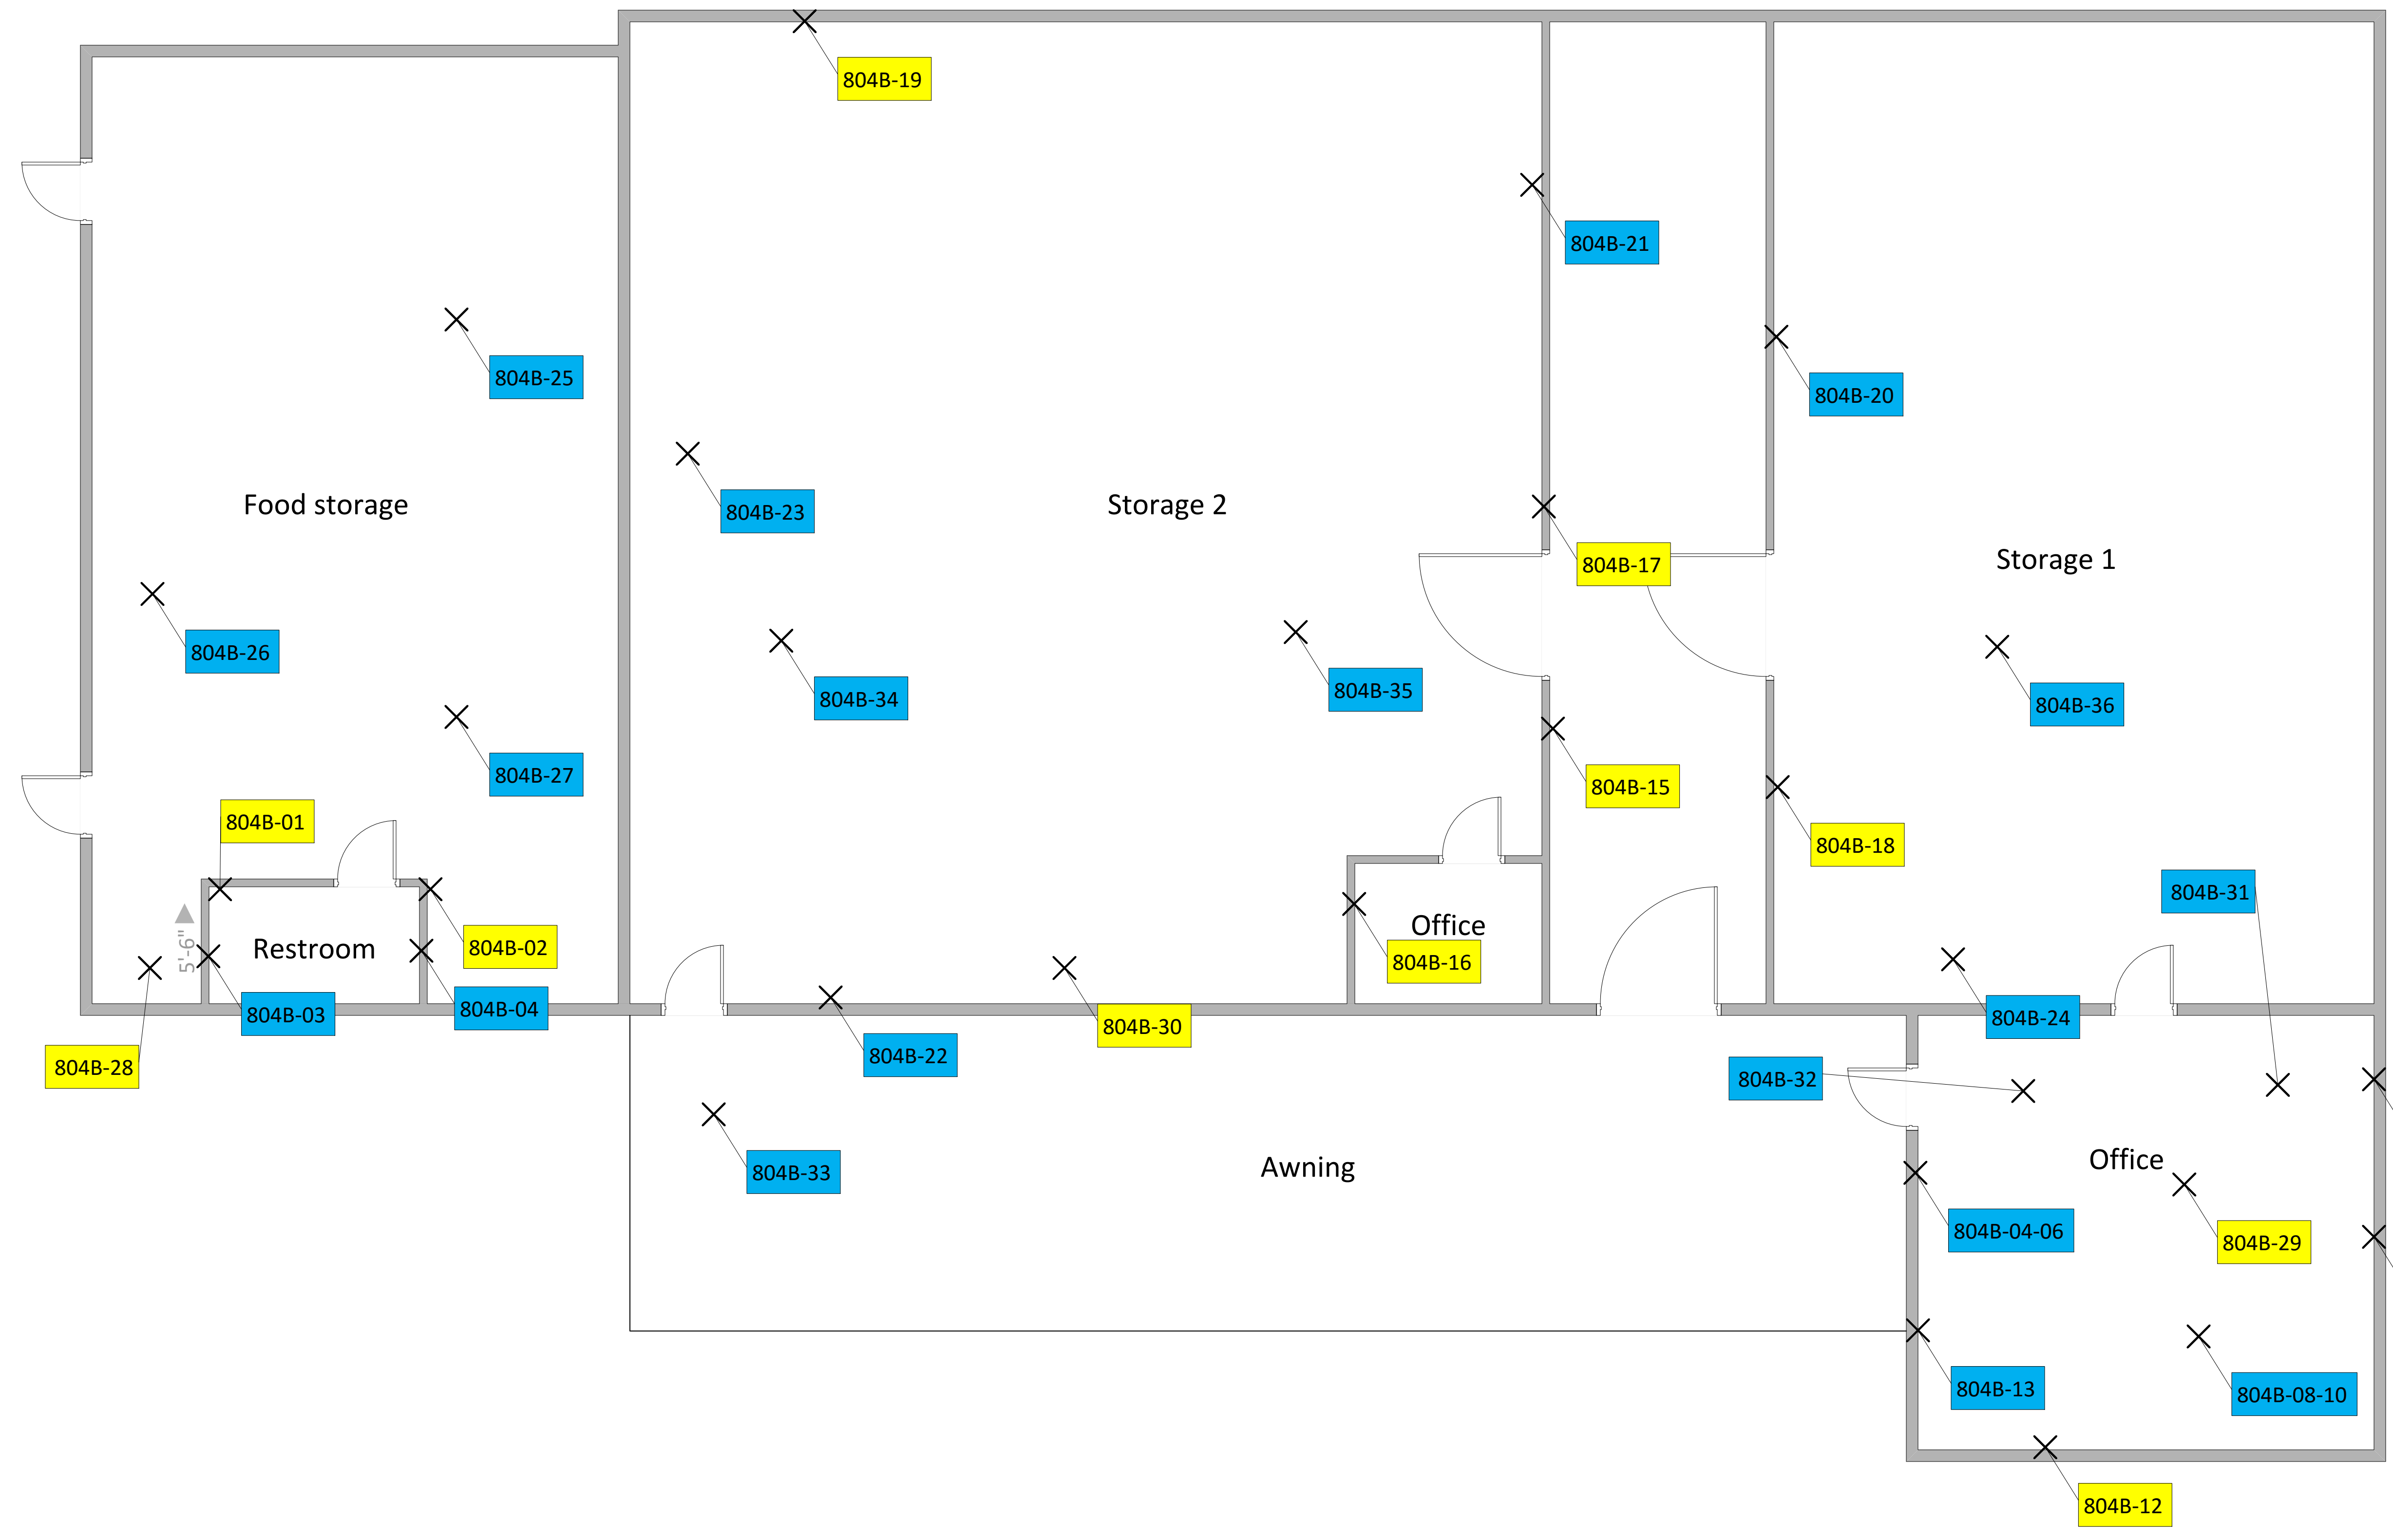 804B-19
804B-21
804B-25
804B-20
Food storage
804B-23
Storage 2
804B-17
Storage 1
804B-26
804B-34
804B-35
804B-36
804B-27
804B-15
804B-01
804B-18
804B-31
5'-6"
Restroom
804B-02
Office
804B-16
804B-03
804B-04
804B-30
804B-24
804B-28
804B-22
804B-32
804B-33
Awning
Office
804B-04-06
804B-29
804B-13
804B-08-10
804B-12